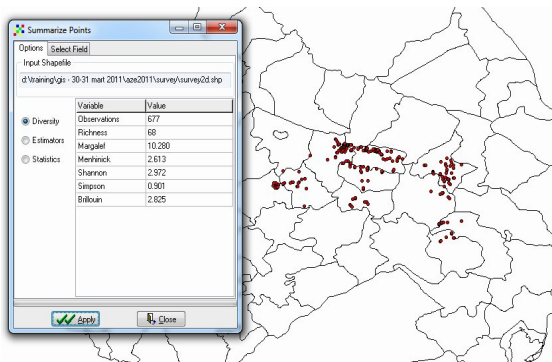 Summarize Points
Options Select Field
Input Shapefile
d:\training\gis - 30-31 mart 2011\aze2011\survey\survey2d.shp
Diversity
Estimators
Statistics
Variable Value
Observations 677
Richness 68
Margalef 10.280
Menhinick 2.613
Shannon 2.972
Simpson 0.901
Brillouin 2.825
Apply Close